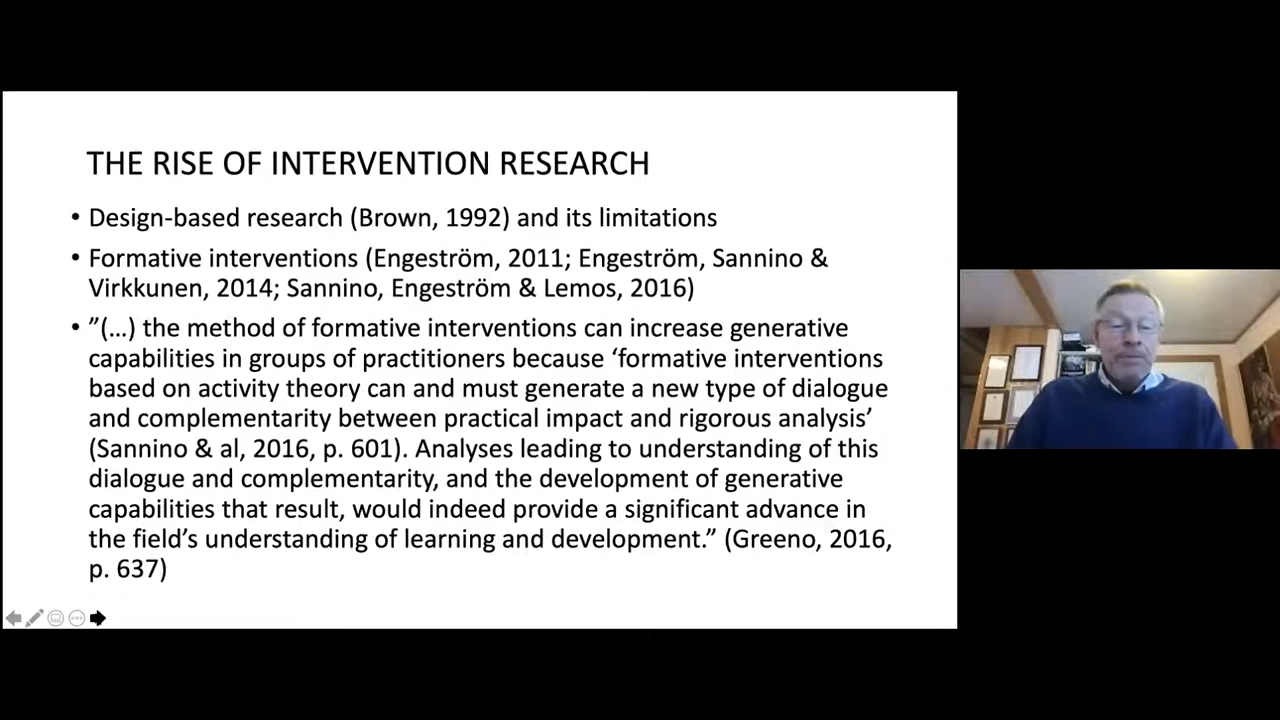 THE RISE OF INTERVENTION RESEARCH
• Design-based research (Brown, 1992) and its limitations
• Formative interventions (Engeström, 2011; Engeström, Sannino &
Virkkunen, 2014; Sannino, Engeström & Lemos, 2016)
• ”(…) the method of formative interventions can increase generative
capabilities in groups of practitioners because ‘formative interventions
based on activity theory can and must generate a new type of dialogue
and complementarity between practical impact and rigorous analysis’
(Sannino & al, 2016, p. 601). Analyses leading to understanding of this
dialogue and complementarity, and the development of generative
capabilities that result, would indeed provide a significant advance in
the field’s understanding of learning and development.” (Greeno, 2016,
p. 637)